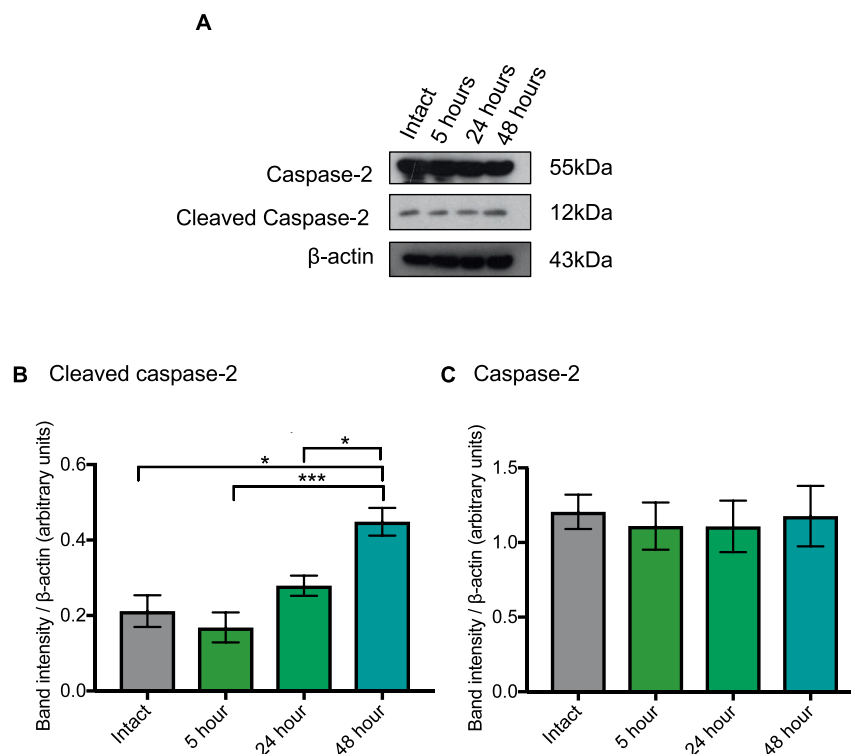 A
Intact
5 hours
24 hours
48 hours
Caspase-2
55kDa
Cleaved Caspase-2
12kDa
β-actin
43kDa
B Cleaved caspase-2
Band intensity / β-actin (arbitrary units)
0.6
0.4
0.2
0.0
*
*
***
Intact
5 hour
24 hour
48 hour
C Caspase-2
Band intensity / β-actin (arbitrary units)
1.5
1.0
0.5
0.0
Intact
5 hour
24 hour
48 hour